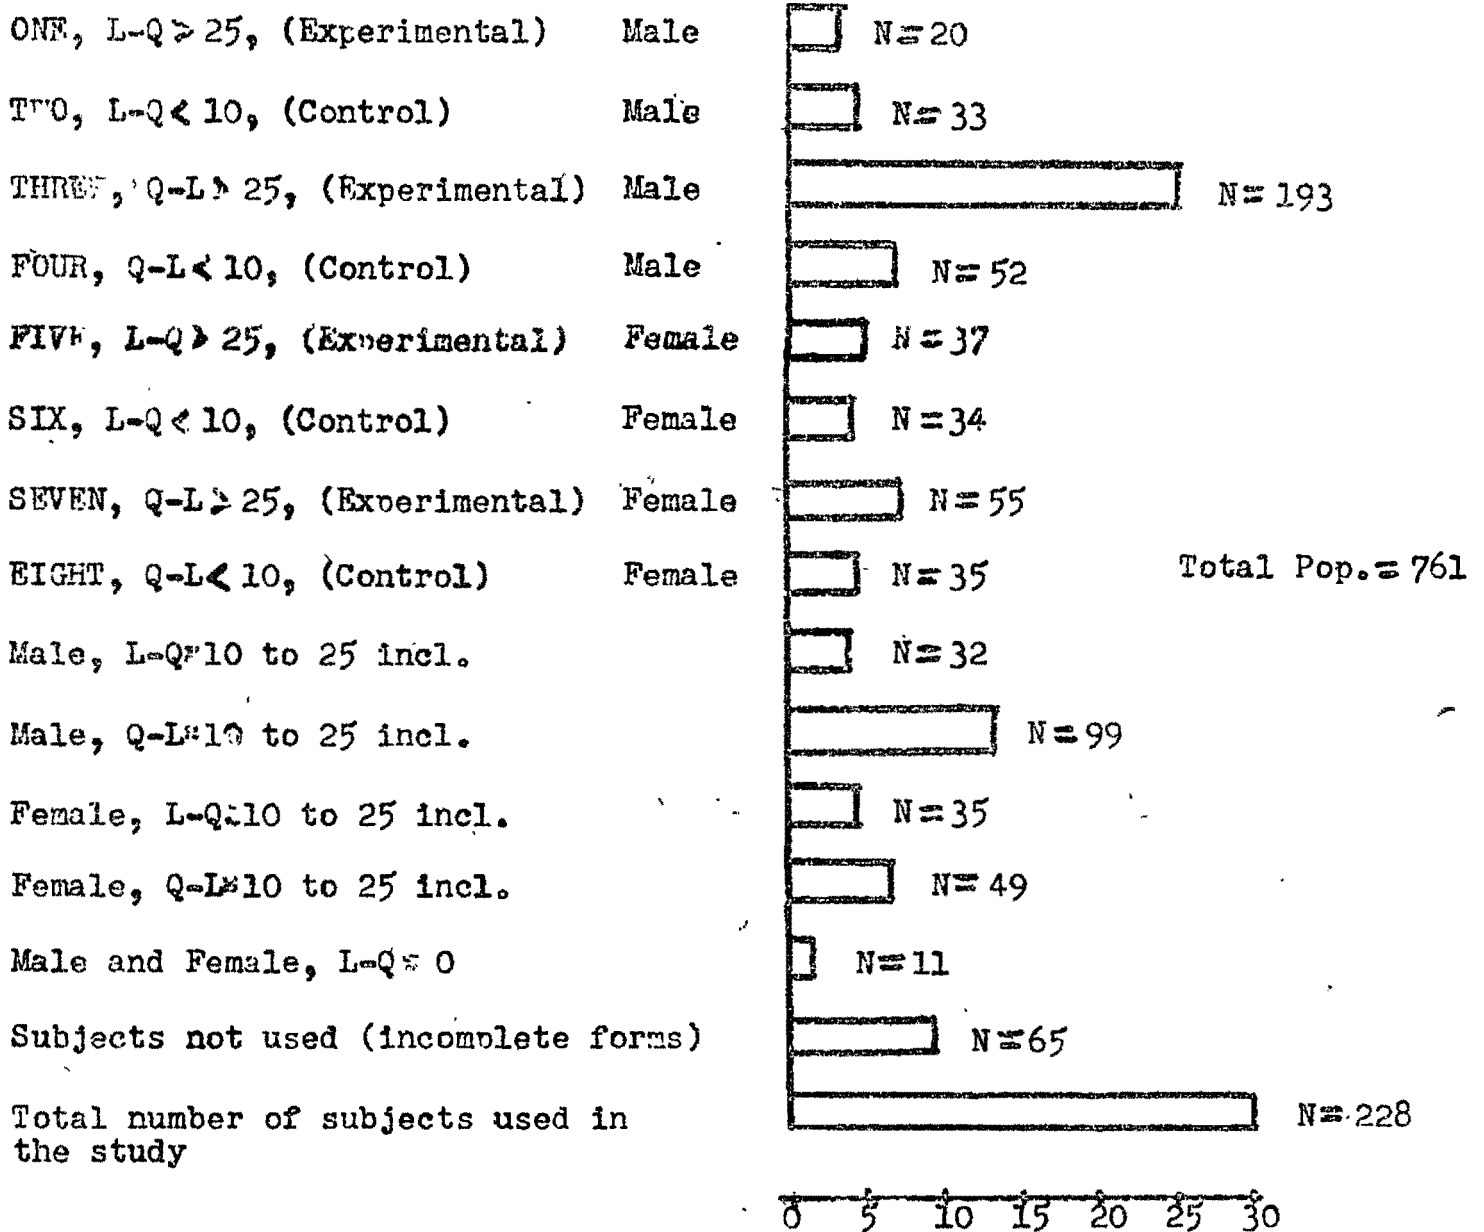 ONE, L-Q > 25, (Experimental) Male N = 20
TWO, L-Q < 10, (Control) Male N = 33
THREE, Q-L > 25, (Experimental) Male N = 193
FOUR, Q-L < 10, (Control) Male N = 52
FIVE, L-Q > 25, (Experimental) Female N = 37
SIX, L-Q < 10, (Control) Female N = 34
SEVEN, Q-L > 25, (Experimental) Female N = 55
EIGHT, Q-L < 10, (Control) Female N = 35 Total Pop. = 761
Male, L-Q=10 to 25 incl. N = 32
Male, Q-L=10 to 25 incl. N = 99
Female, L-Q=10 to 25 incl. N = 35
Female, Q-L=10 to 25 incl. N = 49
Male and Female, L-Q = 0 N = 11
Subjects not used (incomplete forms) N = 65
Total number of subjects used in N = 228
the study
0 5 10 15 20 25 30